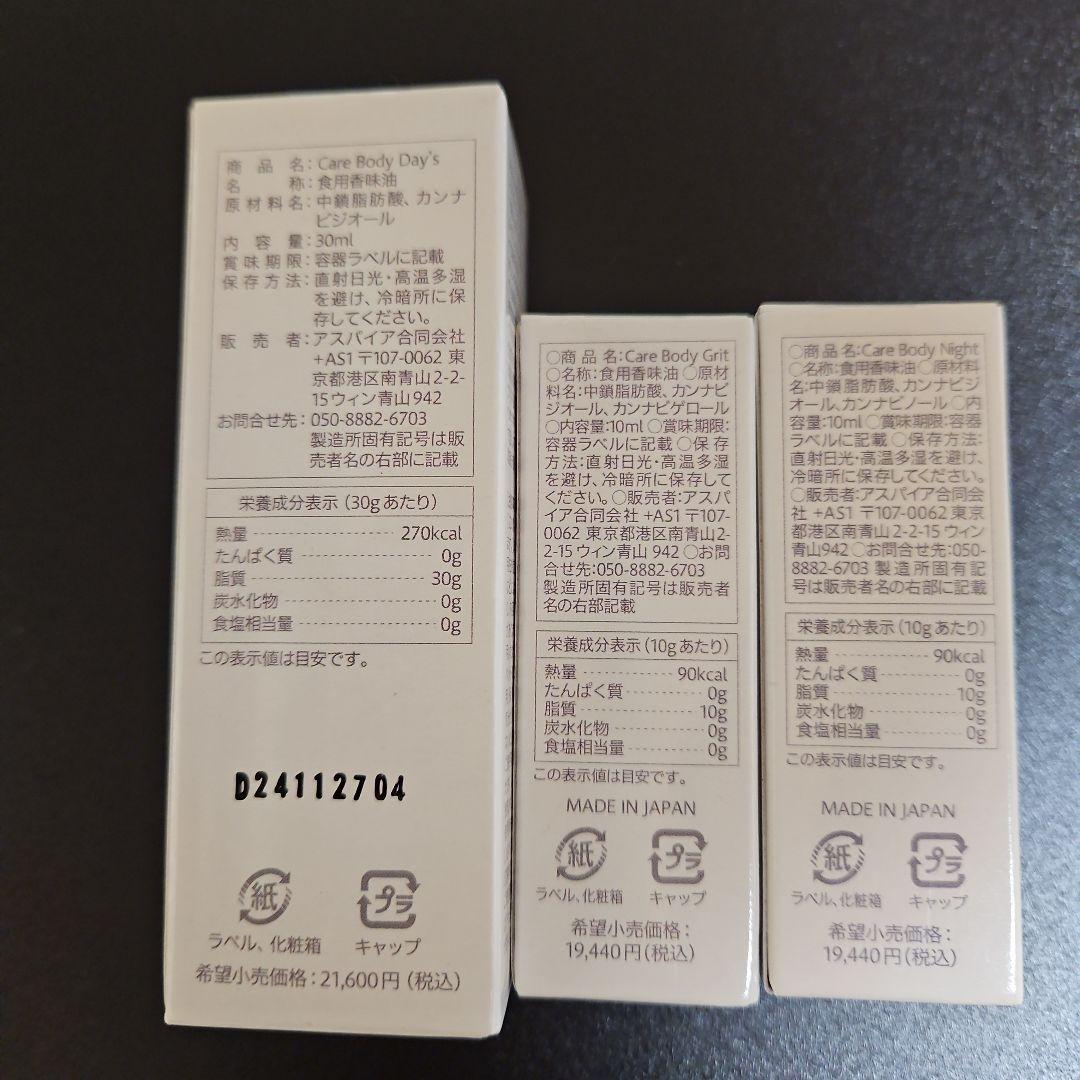 商品名：Care Body Day's
名称：食用香味油
原材料名：中鎖脂肪酸、カンナ
ビジオール
内容量：30ml
賞味期限：容器ラベルに記載
保存方法：直射日光・高温多湿
を避け、冷暗所に保
存してください。
販売者：アスパイア合同会社
+AS1 〒107-0062 東
京都港区南青山2-2-
15ウィン青山942
お問合せ先：050-8882-6703
製造所固有記号は販
売者名の右部に記載
栄養成分表示（30gあたり）
熱量 270kcal
たんぱく質 0g
脂質 30g
炭水化物 0g
食塩相当量 0g
この表示値は目安です。
D24112704
紙
プラ
ラベル、化粧箱
キャップ
希望小売価格：21,600円（税込）
○商品名:Care Body Grit
○名称:食用香味油 ○原材
料名:中鎖脂肪酸、カンナビ
ジオール、カンナビゲロール
○内容量:10ml ○賞味期限:
容器ラベルに記載 ○保存
方法:直射日光・高温多湿
を避け、冷暗所に保存してく
ださい。○販売者:アスパ
イア合同会社 +AS1 〒107-
0062 東京都港区南青山2-
2-15 ウィン青山 942 ○お問
合せ先:050-8882-6703
製造所固有記号は販売者
名の右部記載
栄養成分表示（10gあたり）
熱量 90kcal
たんぱく質 0g
脂質 10g
炭水化物 0g
食塩相当量 0g
この表示値は目安です。
MADE IN JAPAN
紙
プラ
ラベル、化粧箱
キャップ
希望小売価格：
19,440円（税込）
○商品名:Care Body Night
○名称:食用香味油 ○原材料
名:中鎖脂肪酸、カンナビジ
オール、カンナビノール ○内
容量:10ml ○賞味期限:容器
ラベルに記載 ○保存方法:
直射日光・高温多湿を避け、
冷暗所に保存してください。
○販売者:アスパイア合同会
社 +AS1 〒107-0062 東京
都港区南青山2-2-15 ウィン
青山942 ○お問合せ先:050-
8882-6703 製造所固有記
号は販売者名の右部に記載
栄養成分表示（10gあたり）
熱量 90kcal
たんぱく質 0g
脂質 10g
炭水化物 0g
食塩相当量 0g
この表示値は目安です。
MADE IN JAPAN
紙
プラ
ラベル、化粧箱
キャップ
希望小売価格：
19,440円（税込）